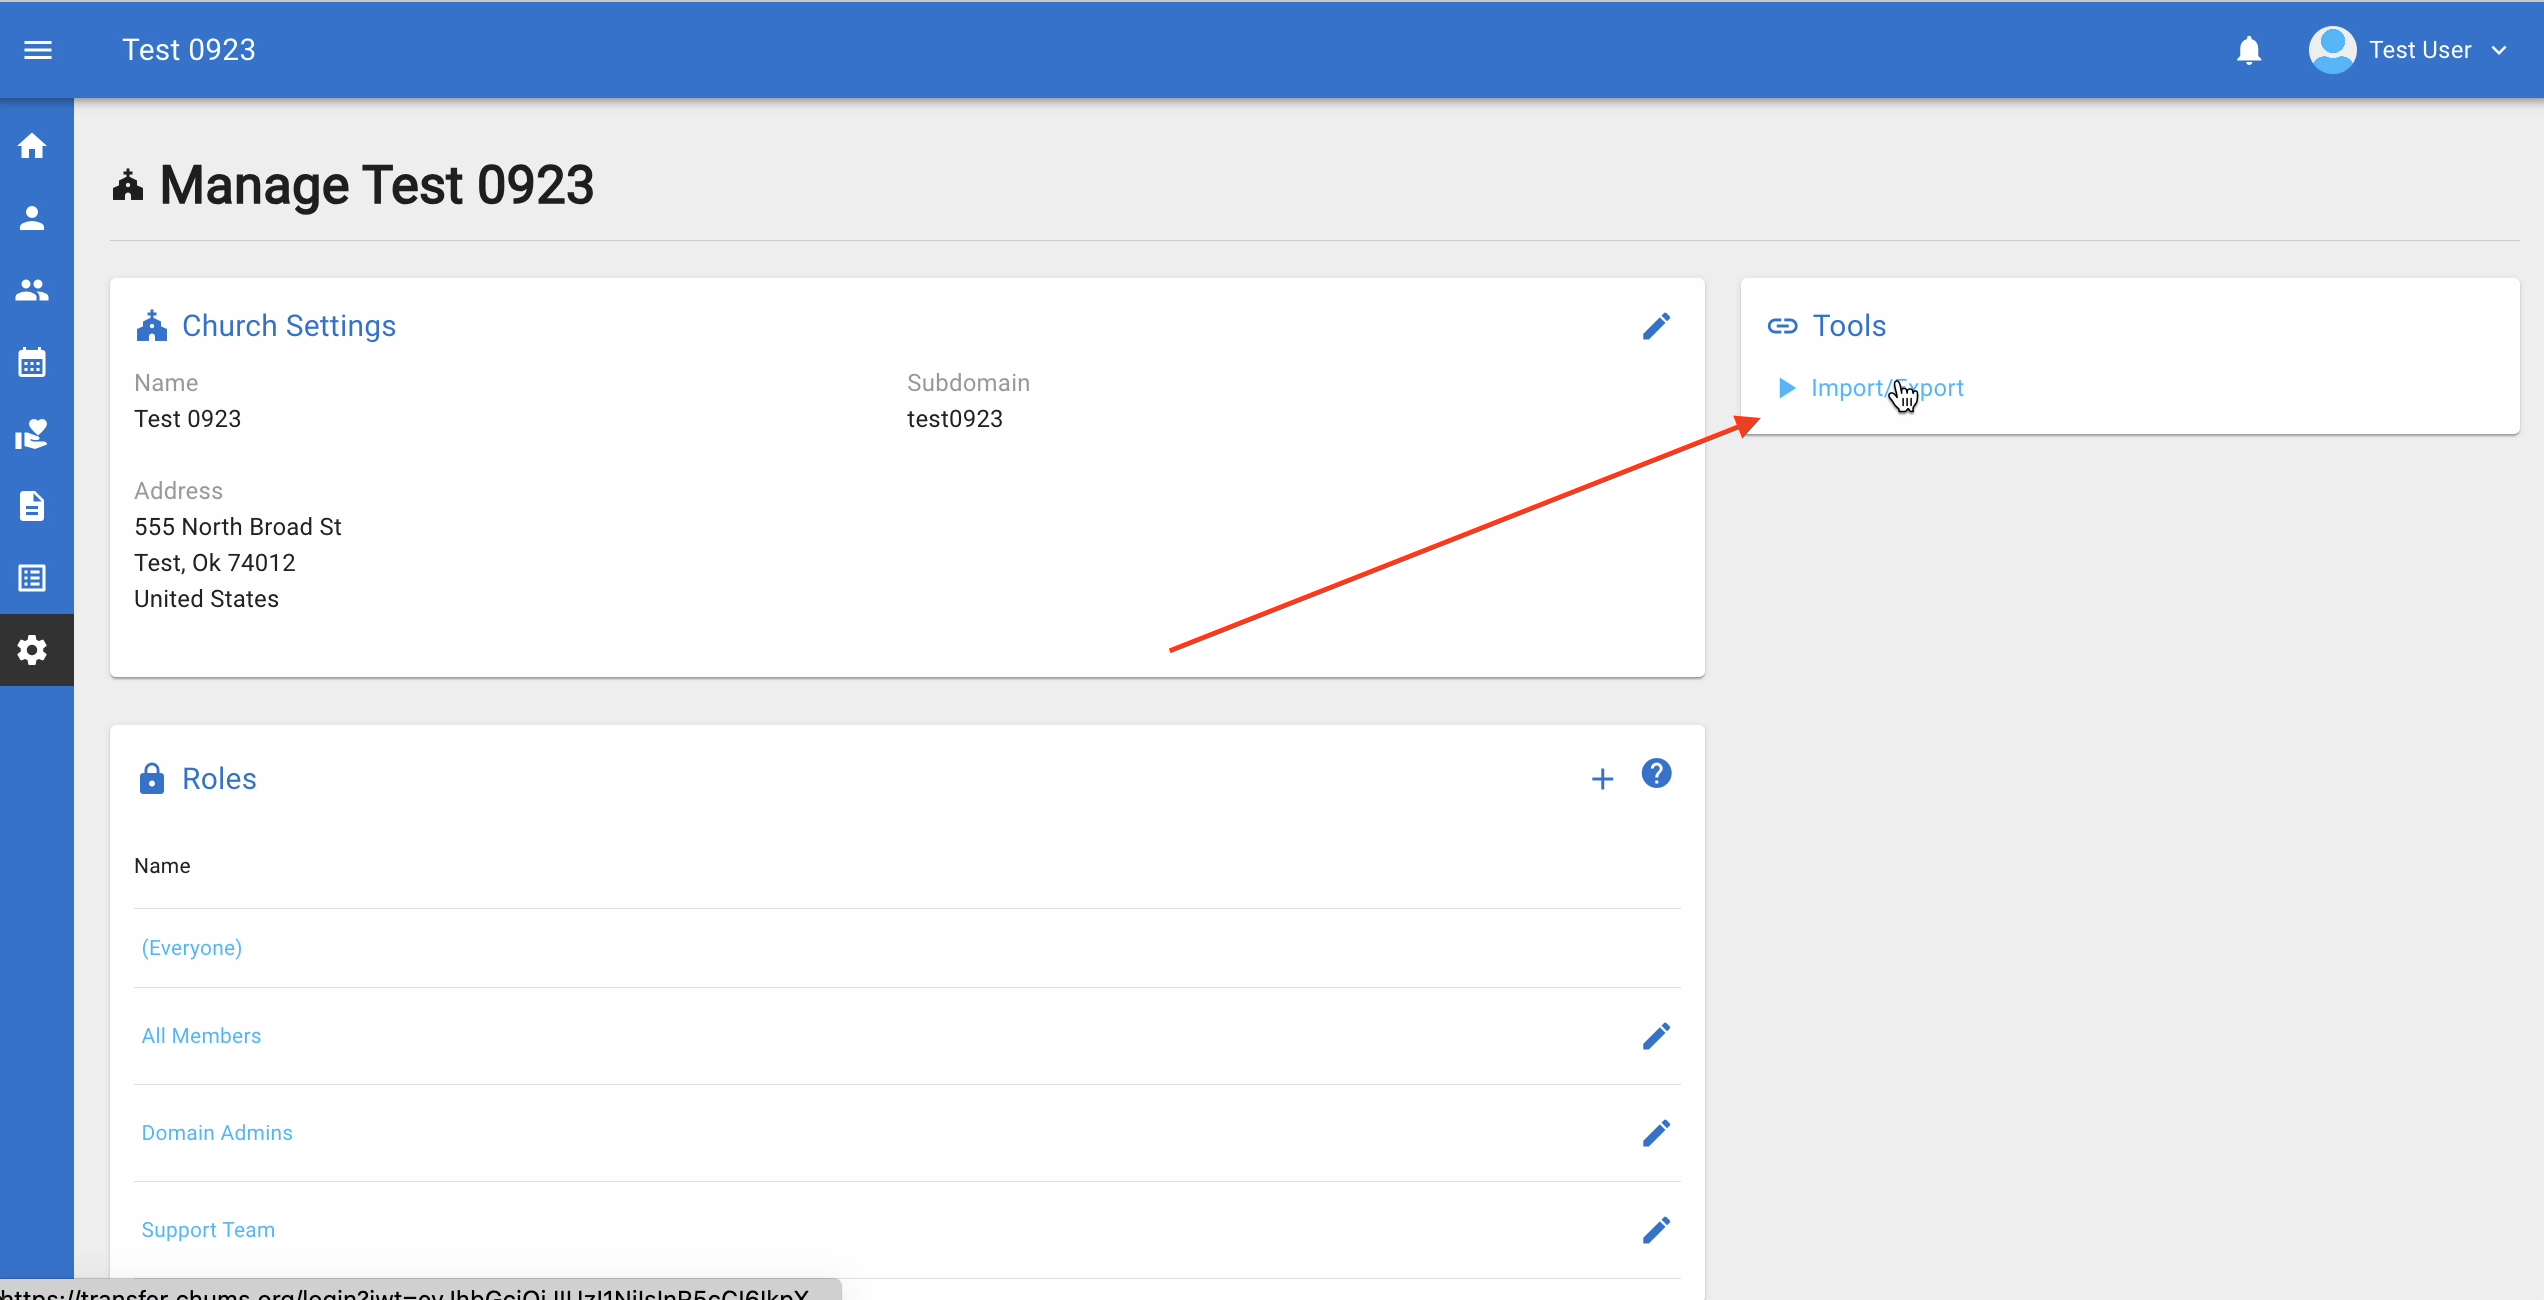 Test 0923
Test User
Manage Test 0923
Church Settings
Name
Test 0923
Subdomain
test0923
Address
555 North Broad St
Test, Ok 74012
United States
Tools
Import/Export
Roles
Name
(Everyone)
All Members
Domain Admins
Support Team